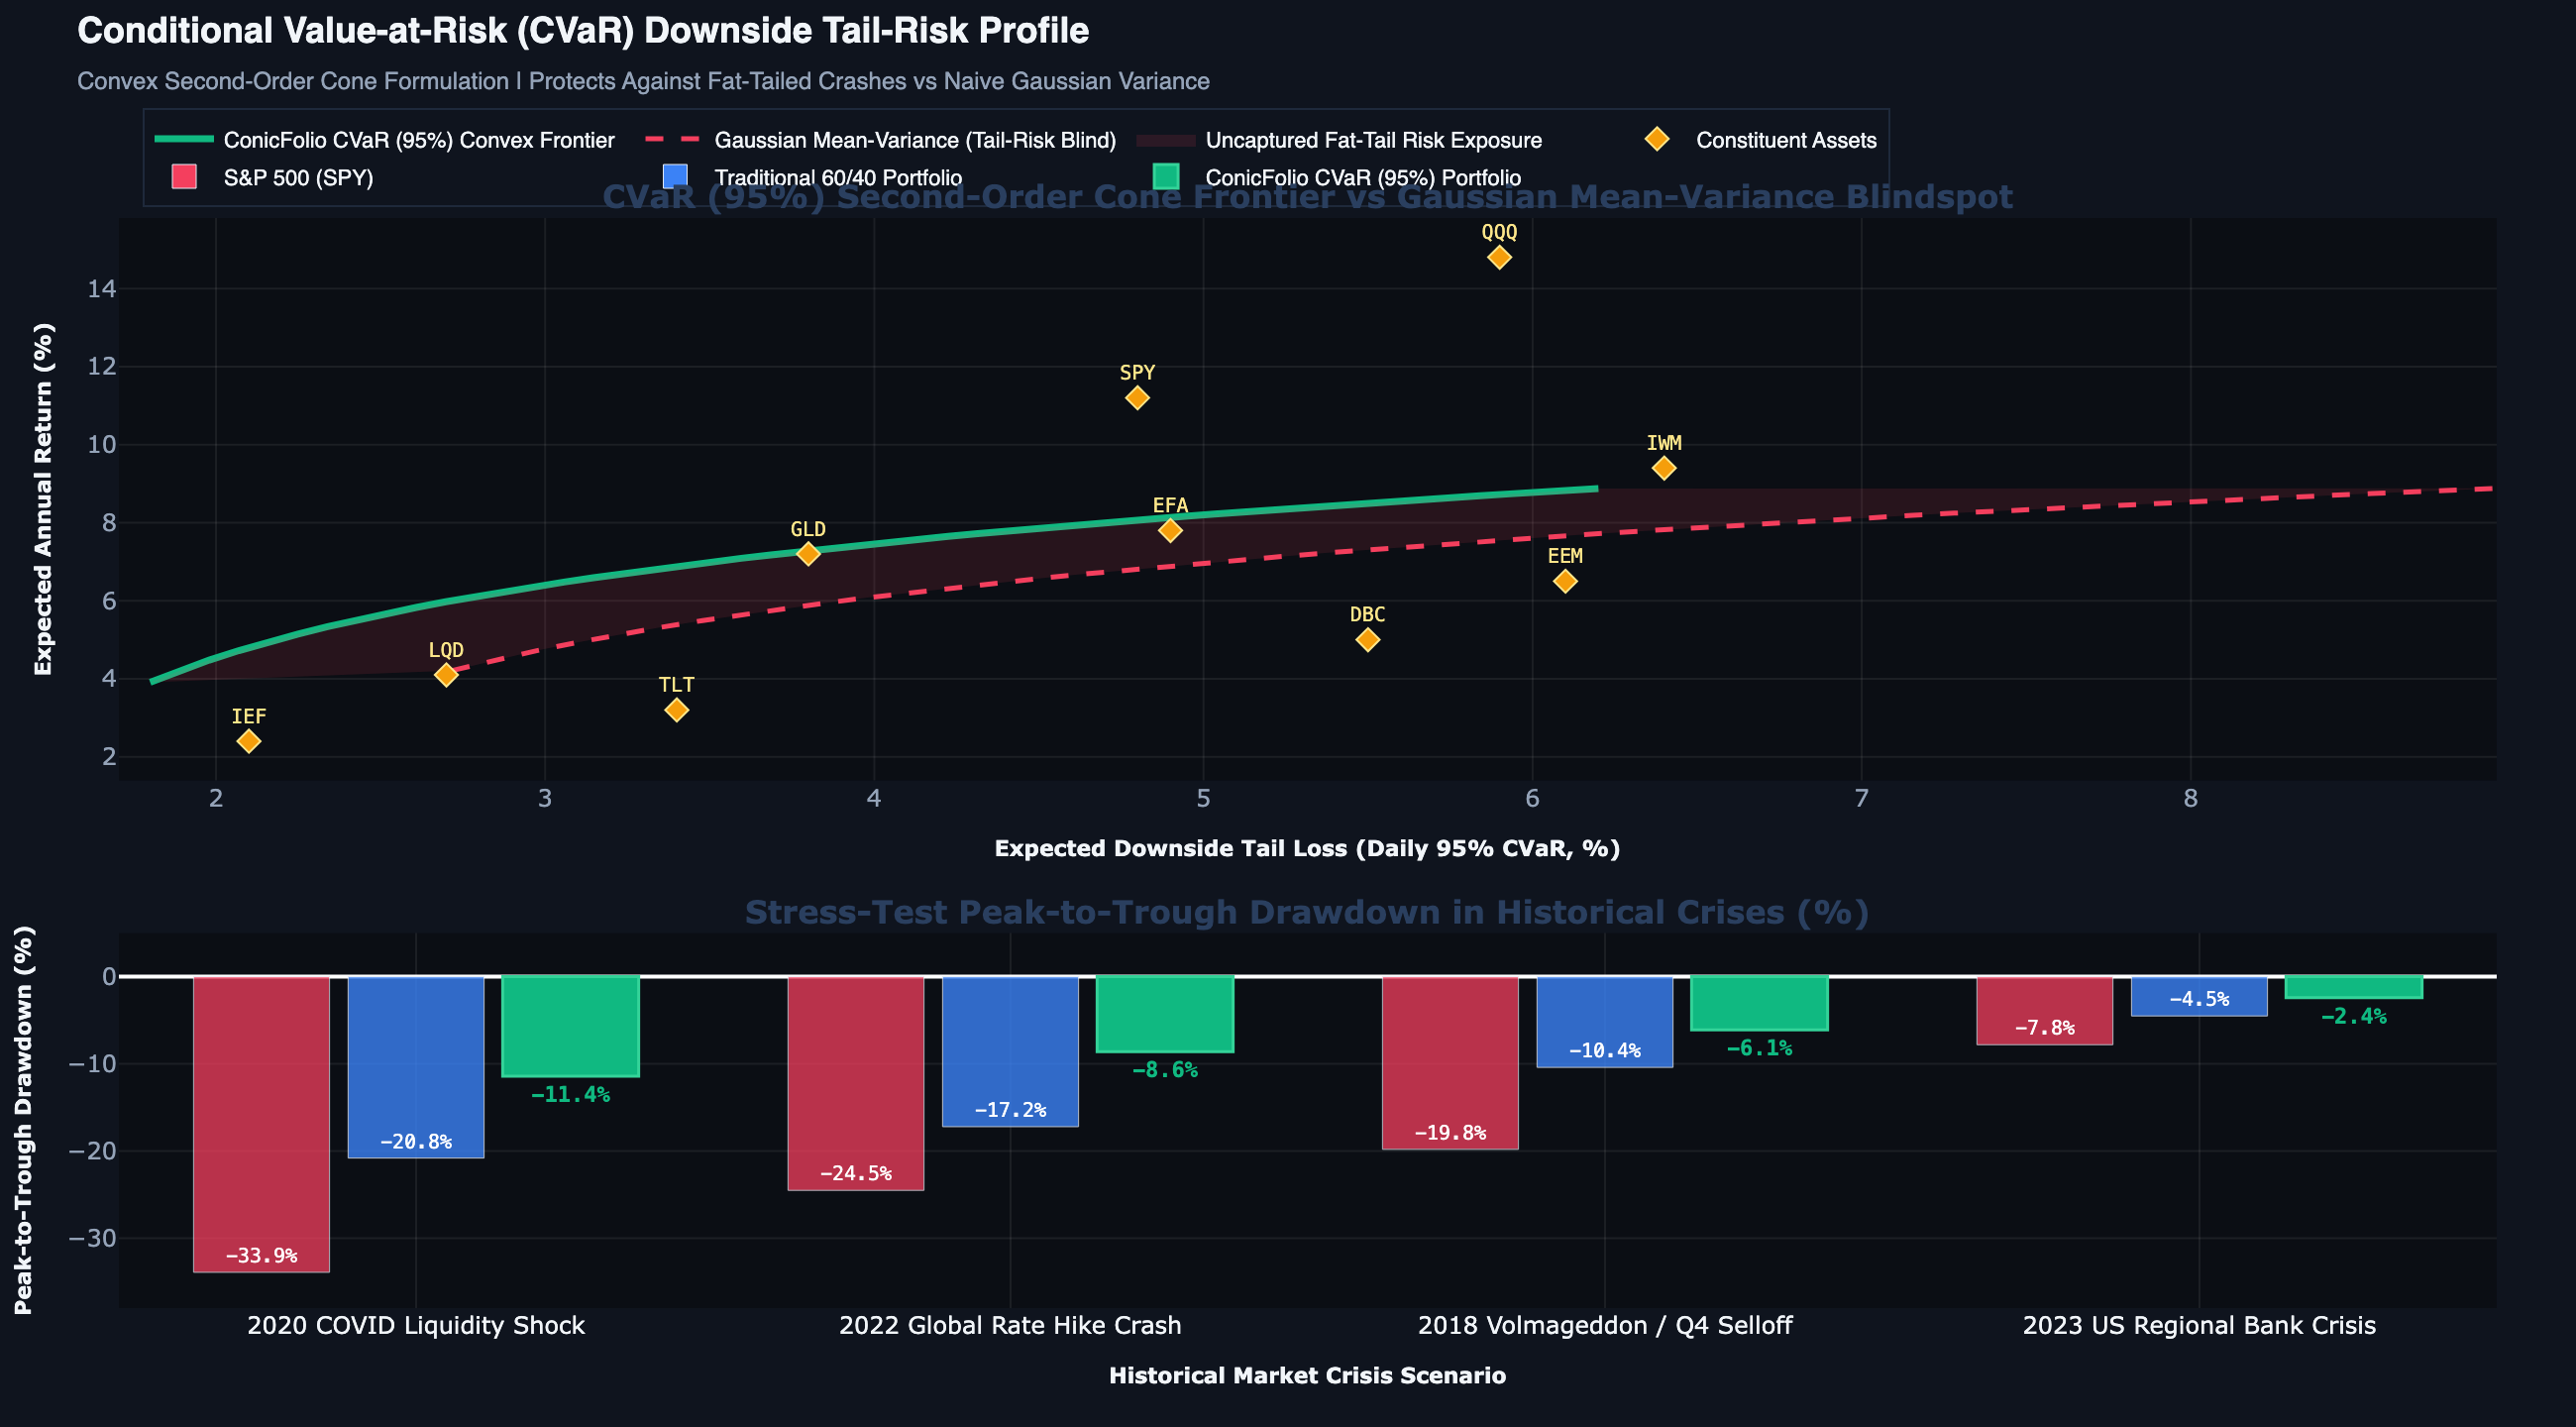 Conditional Value-at-Risk (CVaR) Downside Tail-Risk Profile
Convex Second-Order Cone Formulation | Protects Against Fat-Tailed Crashes vs Naive Gaussian Variance
ConicFolio CVaR (95%) Convex Frontier
Gaussian Mean-Variance (Tail-Risk Blind)
Uncaptured Fat-Tail Risk Exposure
Constituent Assets
S&P 500 (SPY)
Traditional 60/40 Portfolio
ConicFolio CVaR (95%) Portfolio
CVaR (95%) Second-Order Cone Frontier vs Gaussian Mean-Variance Blindspot
Expected Annual Return (%)
14
12
10
8
6
4
2
QQQ
SPY
IWM
EFA
GLD
EEM
DBC
LQD
TLT
IEF
2
3
4
5
6
7
8
Expected Downside Tail Loss (Daily 95% CVaR, %)
Stress-Test Peak-to-Trough Drawdown in Historical Crises (%)
Peak-to-Trough Drawdown (%)
0
−10
−20
−30
−33.9%
−20.8%
−11.4%
−24.5%
−17.2%
−8.6%
−19.8%
−10.4%
−6.1%
−7.8%
−4.5%
−2.4%
2020 COVID Liquidity Shock
2022 Global Rate Hike Crash
2018 Volmageddon / Q4 Selloff
2023 US Regional Bank Crisis
Historical Market Crisis Scenario